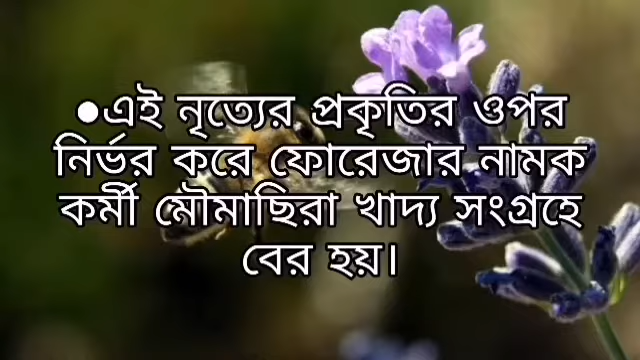 ●এই নৃত্যের প্রকৃতির ওপর
নির্ভর করে ফোরেজার নামক
কর্মী মৌমাছিরা খাদ্য সংগ্রহে
বের হয়।